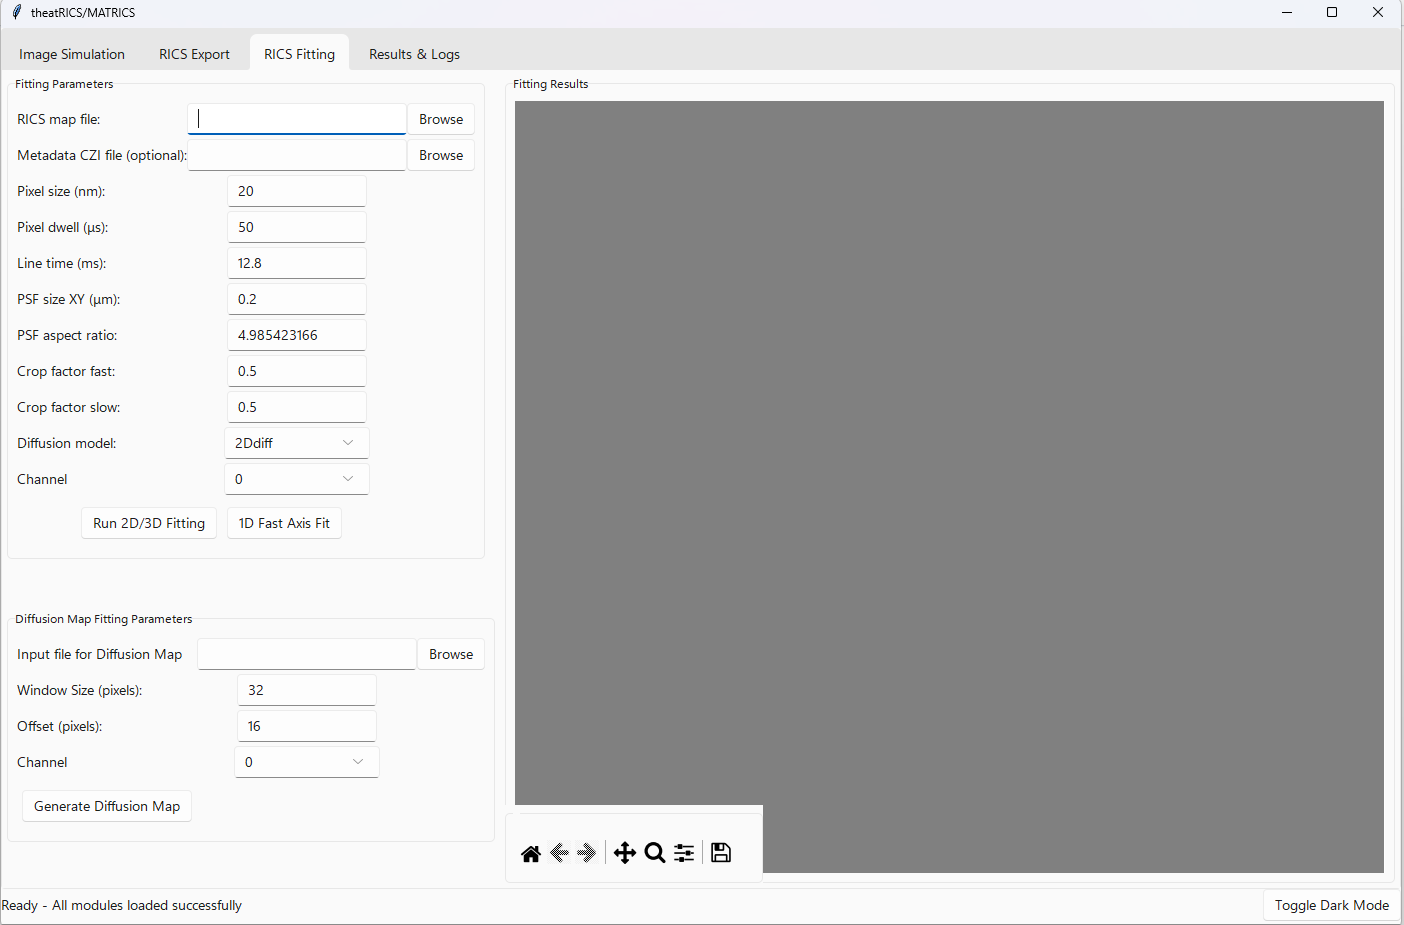 theatRICS/MATRICS
Image Simulation RICS Export RICS Fitting Results & Logs
Fitting Parameters
RICS map file: Browse
Metadata CZI file (optional): Browse
Pixel size (nm): 20
Pixel dwell (µs): 50
Line time (ms): 12.8
PSF size XY (µm): 0.2
PSF aspect ratio: 4.985423166
Crop factor fast: 0.5
Crop factor slow: 0.5
Diffusion model: 2Ddiff
Channel 0
Run 2D/3D Fitting 1D Fast Axis Fit
Diffusion Map Fitting Parameters
Input file for Diffusion Map Browse
Window Size (pixels): 32
Offset (pixels): 16
Channel 0
Generate Diffusion Map
Fitting Results
Ready - All modules loaded successfully
Toggle Dark Mode